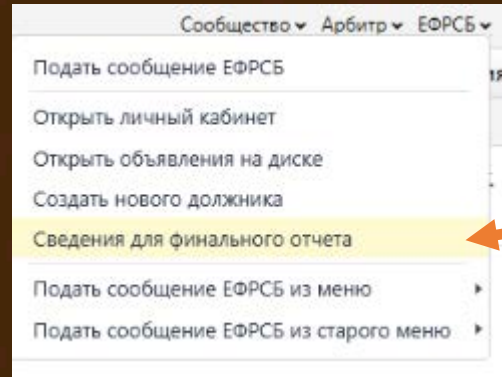 Сообщество Арбитр ЕФРСБ
Подать сообщение ЕФРСБ
Открыть личный кабинет
Открыть объявления на диске
Создать нового должника
Сведения для финального отчета
Подать сообщение ЕФРСБ из меню
Подать сообщение ЕФРСБ из старого меню